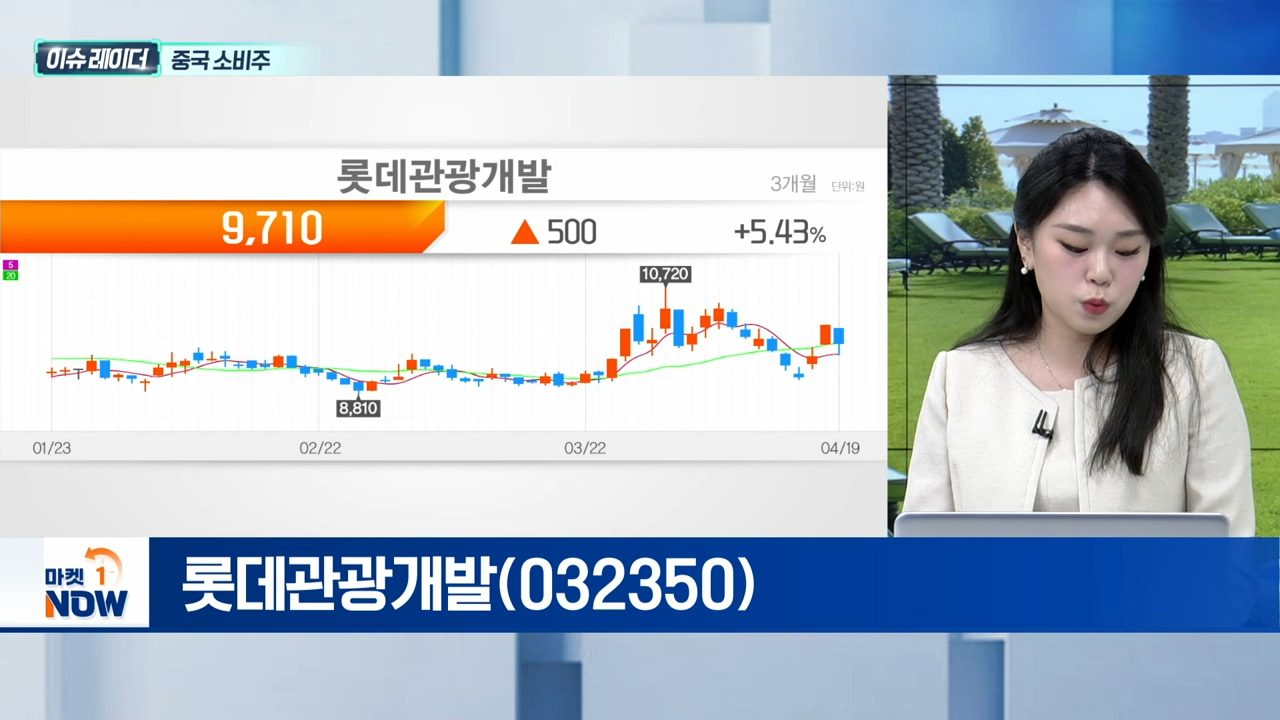 이슈 레이더 중국 소비주
롯데관광개발
3개월 단위:원
9,710 ▲ 500 +5.43%
5
20
10,720
8,810
01/23 02/22 03/22 04/19
마켓 1
NOW
롯데관광개발(032350)